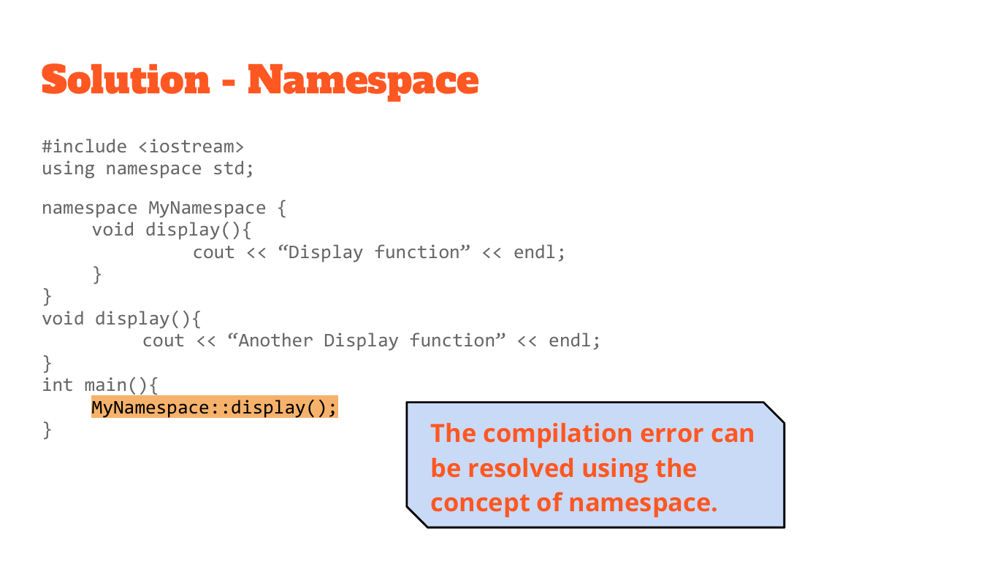 Solution - Namespace
#include <iostream>
using namespace std;
namespace MyNamespace {
void display(){
cout << “Display function” << endl;
}
}
void display(){
cout << “Another Display function” << endl;
}
int main(){
MyNamespace::display();
}
The compilation error can
be resolved using the
concept of namespace.